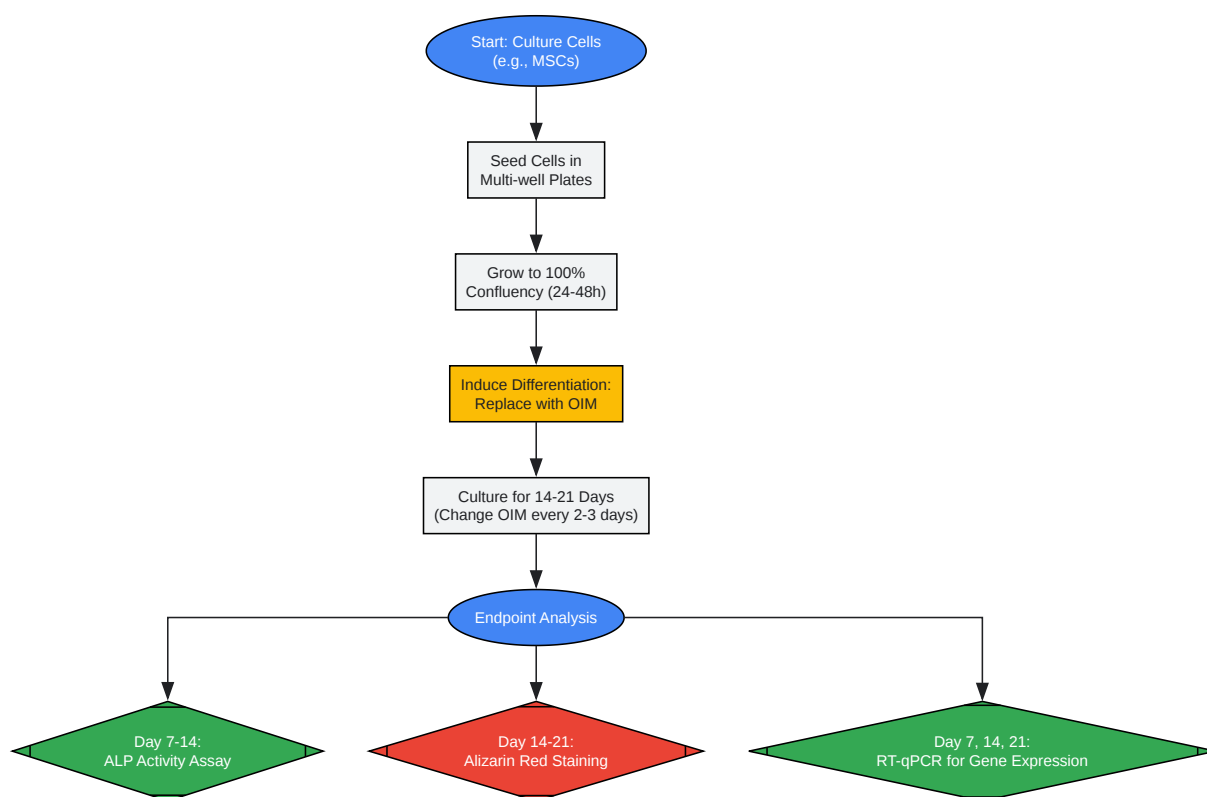 Start: Culture Cells
(e.g., MSCs)
Seed Cells in
Multi-well Plates
Grow to 100%
Confluency (24-48h)
Induce Differentiation:
Replace with OIM
Culture for 14-21 Days
(Change OIM every 2-3 days)
Endpoint Analysis
Day 7-14:
ALP Activity Assay
Day 14-21:
Alizarin Red Staining
Day 7, 14, 21:
RT-qPCR for Gene Expression